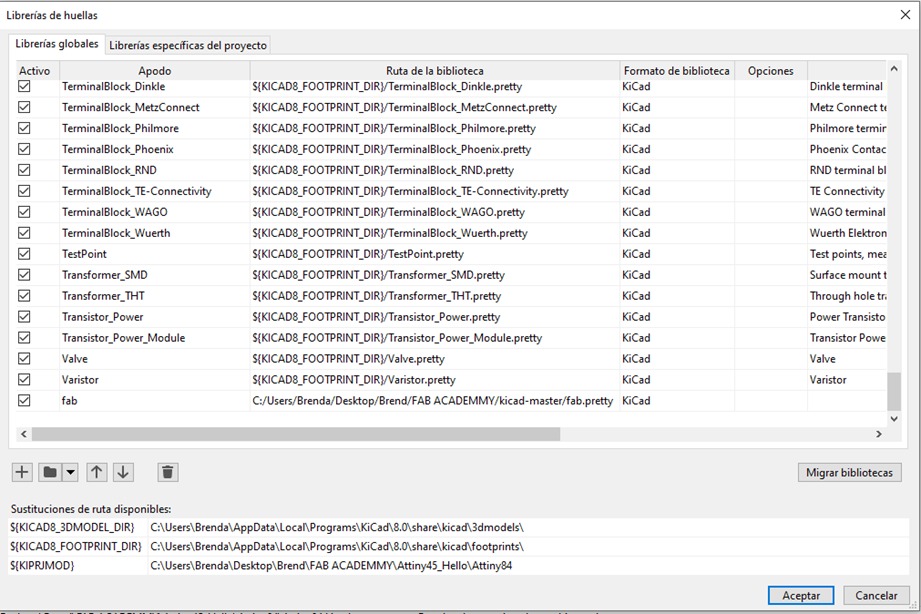 Librerías de huellas
Librerías globales Librerías específicas del proyecto
Activo Apodo Ruta de la biblioteca Formato de biblioteca Opciones
TerminalBlock_Dinkle ${KICAD8_FOOTPRINT_DIR}/TerminalBlock_Dinkle.pretty KiCad Dinkle terminal
TerminalBlock_MetzConnect ${KICAD8_FOOTPRINT_DIR}/TerminalBlock_MetzConnect.pretty KiCad Metz Connect te
TerminalBlock_Philmore ${KICAD8_FOOTPRINT_DIR}/TerminalBlock_Philmore.pretty KiCad Philmore termin
TerminalBlock_Phoenix ${KICAD8_FOOTPRINT_DIR}/TerminalBlock_Phoenix.pretty KiCad Phoenix Contac
TerminalBlock_RND ${KICAD8_FOOTPRINT_DIR}/TerminalBlock_RND.pretty KiCad RND terminal bl
TerminalBlock_TE-Connectivity ${KICAD8_FOOTPRINT_DIR}/TerminalBlock_TE-Connectivity.pretty KiCad TE Connectivity
TerminalBlock_WAGO ${KICAD8_FOOTPRINT_DIR}/TerminalBlock_WAGO.pretty KiCad WAGO terminal
TerminalBlock_Wuerth ${KICAD8_FOOTPRINT_DIR}/TerminalBlock_Wuerth.pretty KiCad Wuerth Elektron
TestPoint ${KICAD8_FOOTPRINT_DIR}/TestPoint.pretty KiCad Test points, mea
Transformer_SMD ${KICAD8_FOOTPRINT_DIR}/Transformer_SMD.pretty KiCad Surface mount t
Transformer_THT ${KICAD8_FOOTPRINT_DIR}/Transformer_THT.pretty KiCad Through hole tra
Transistor_Power ${KICAD8_FOOTPRINT_DIR}/Transistor_Power.pretty KiCad Power Transisto
Transistor_Power_Module ${KICAD8_FOOTPRINT_DIR}/Transistor_Power_Module.pretty KiCad Transistor Powe
Valve ${KICAD8_FOOTPRINT_DIR}/Valve.pretty KiCad Valve
Varistor ${KICAD8_FOOTPRINT_DIR}/Varistor.pretty KiCad Varistor
fab C:/Users/Brenda/Desktop/Brend/FAB ACADEMMY/kicad-master/fab.pretty KiCad
Migrar bibliotecas
Sustituciones de ruta disponibles:
${KICAD8_3DMODEL_DIR} C:\Users\Brenda\AppData\Local\Programs\KiCad\8.0\share\kicad\3dmodels\
${KICAD8_FOOTPRINT_DIR} C:\Users\Brenda\AppData\Local\Programs\KiCad\8.0\share\kicad\footprints\
${KIPRJMOD} C:\Users\Brenda\Desktop\Brend\FAB ACADEMMY\Attiny45_Hello\Attiny84
Aceptar Cancelar